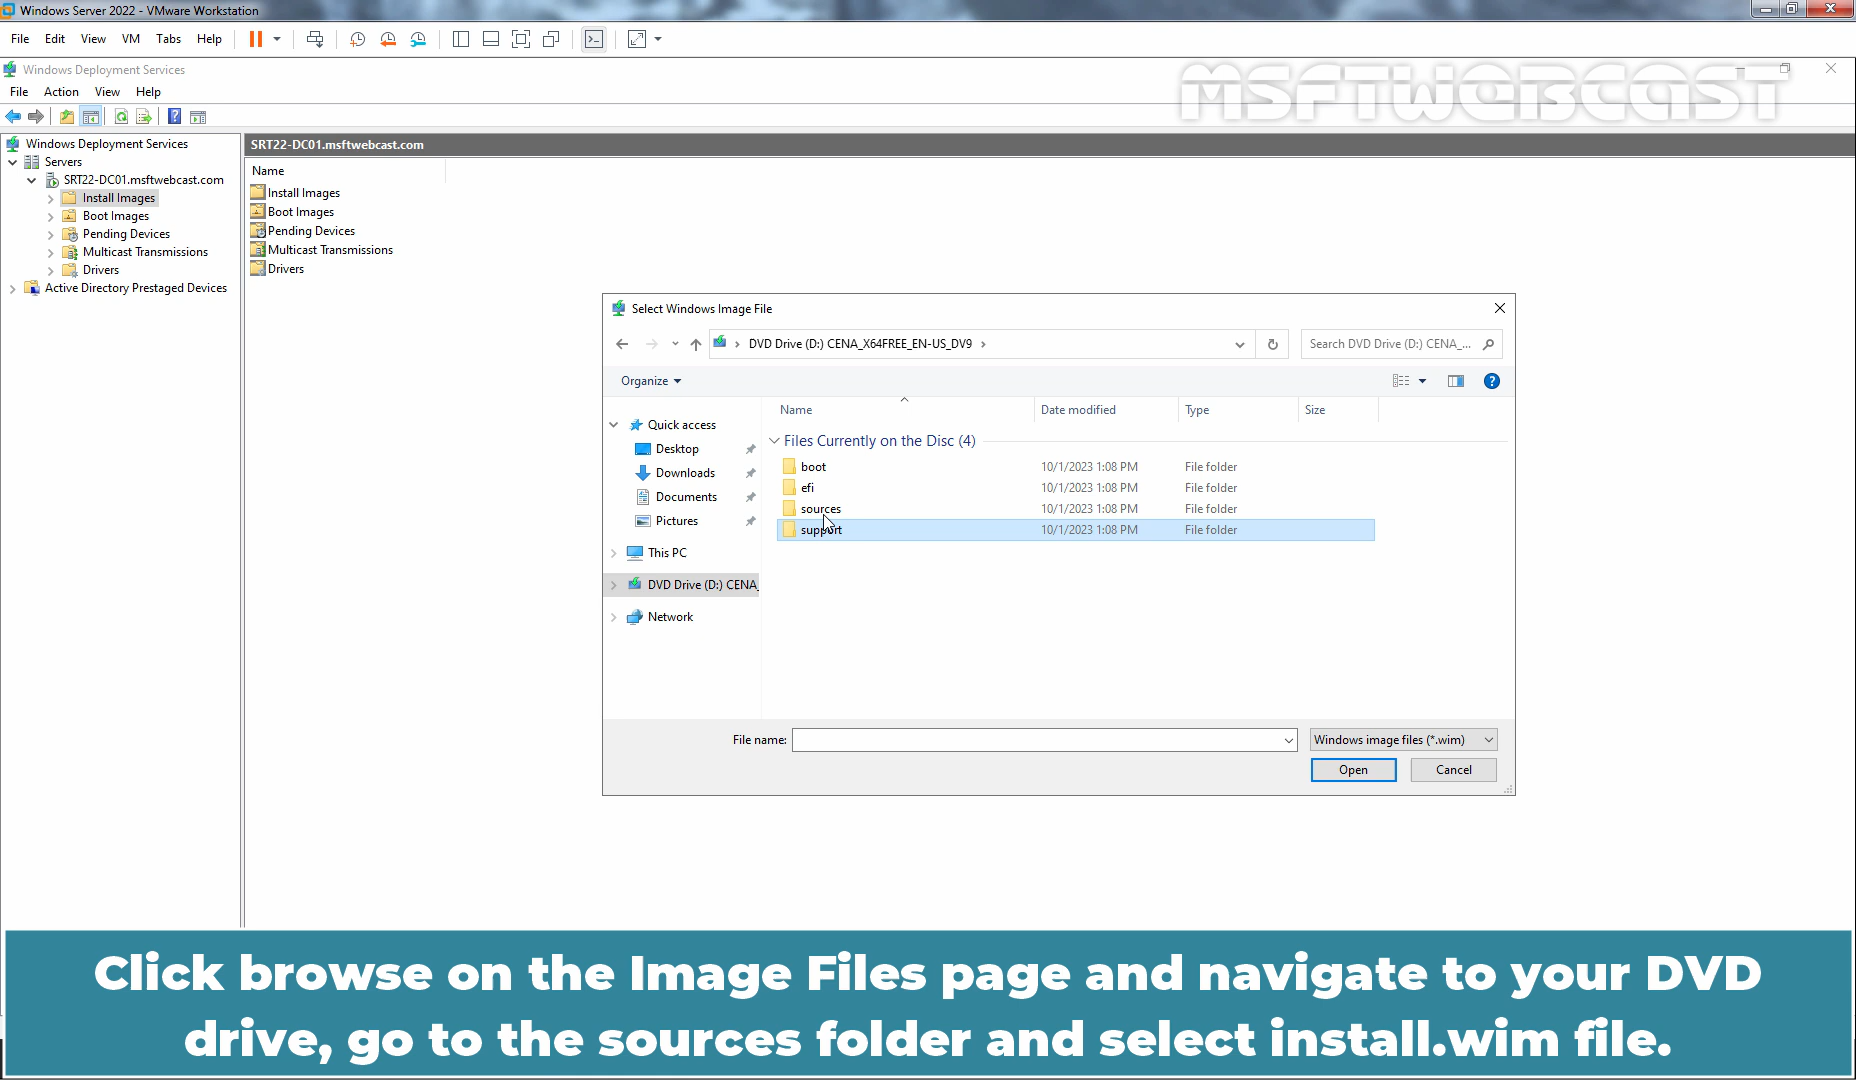 Windows Server 2022 - VMware Workstation
File Edit View VM Tabs Help
Windows Deployment Services
MSFTWEBCAST
File Action View Help
Windows Deployment Services
Servers
SRT22-DC01.msftwebcast.com
Install Images
Boot Images
Pending Devices
Multicast Transmissions
Drivers
Active Directory Prestaged Devices
SRT22-DC01.msftwebcast.com
Name
Install Images
Boot Images
Pending Devices
Multicast Transmissions
Drivers
Select Windows Image File
DVD Drive (D:) CENA_X64FREE_EN-US_DV9
Search DVD Drive (D:) CENA_...
Organize
Quick access
Desktop
Downloads
Documents
Pictures
This PC
DVD Drive (D:) CENA_
Network
Name Date modified Type Size
Files Currently on the Disc (4)
boot 10/1/2023 1:08 PM File folder
efi 10/1/2023 1:08 PM File folder
sources 10/1/2023 1:08 PM File folder
support 10/1/2023 1:08 PM File folder
File name: Windows image files (*.wim)
Open Cancel
Click browse on the Image Files page and navigate to your DVD
drive, go to the sources folder and select install.wim file.